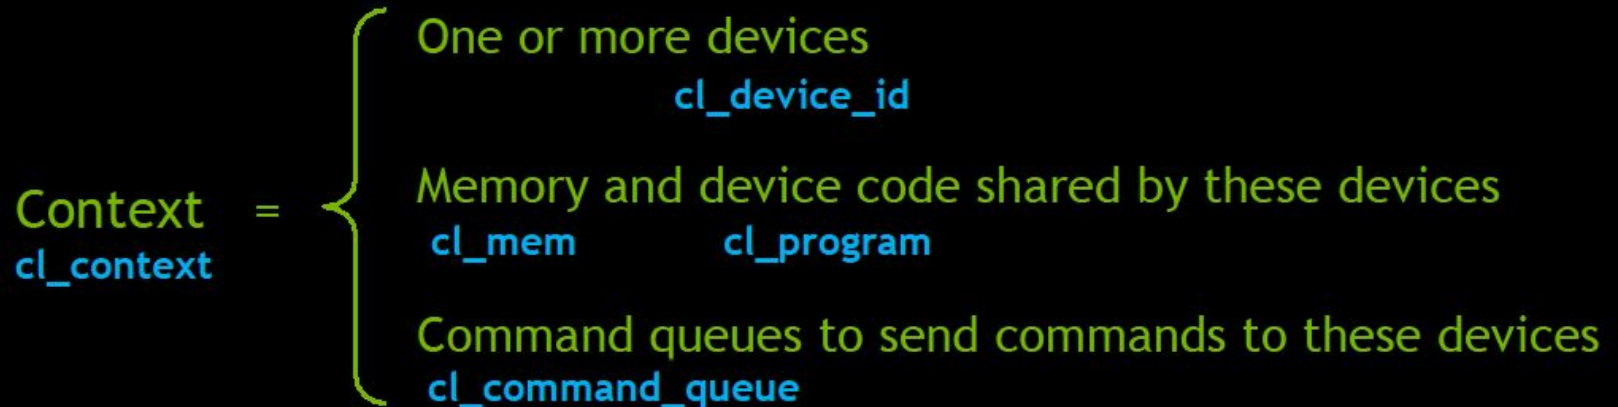 One or more devices
cl_device_id
Memory and device code shared by these devices
cl_mem cl_program
Context =
cl_context
Command queues to send commands to these devices
cl_command_queue